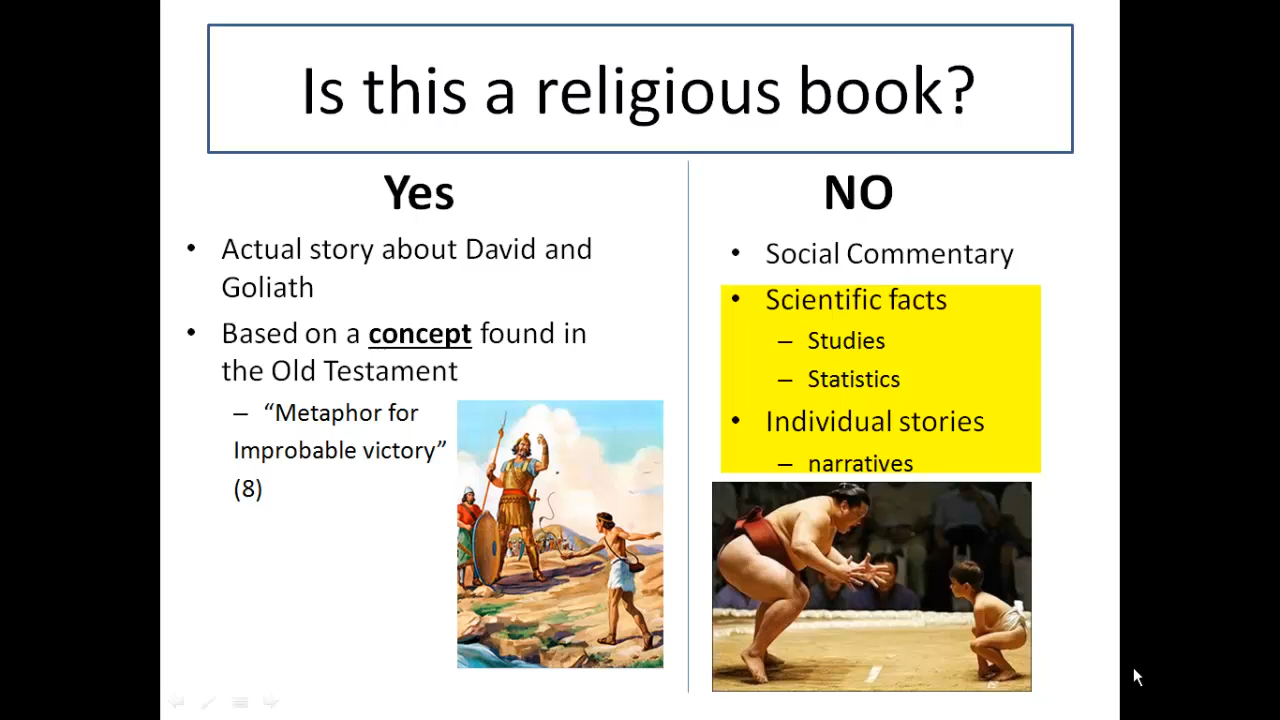 Is this a religious book?
Yes
• Actual story about David and
Goliath
• Based on a concept found in
the Old Testament
– “Metaphor for
Improbable victory”
(8)
NO
• Social Commentary
• Scientific facts
– Studies
– Statistics
• Individual stories
– narratives